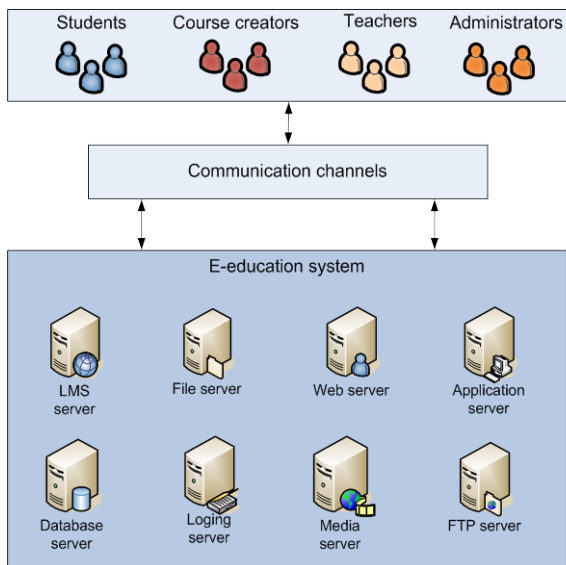 Students
Course creators
Teachers
Administrators
Communication channels
E-education system
LMS
server
File server
Web server
Application
server
Database
server
Loging
server
Media
server
FTP server